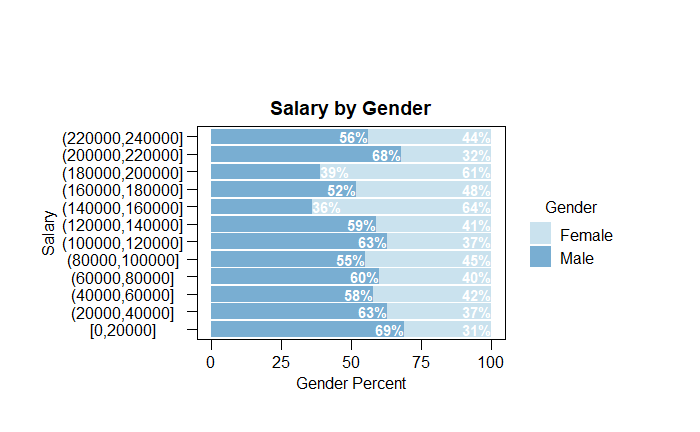 Salary by Gender
(220000,240000] 56% 44%
(200000,220000] 68% 32%
(180000,200000] 39% 61%
(160000,180000] 52% 48%
(140000,160000] 36% 64%
(120000,140000] 59% 41%
(100000,120000] 63% 37%
(80000,100000] 55% 45%
(60000,80000] 60% 40%
(40000,60000] 58% 42%
(20000,40000] 63% 37%
[0,20000] 69% 31%
0 25 50 75 100
Gender Percent
Salary
Gender
Female
Male